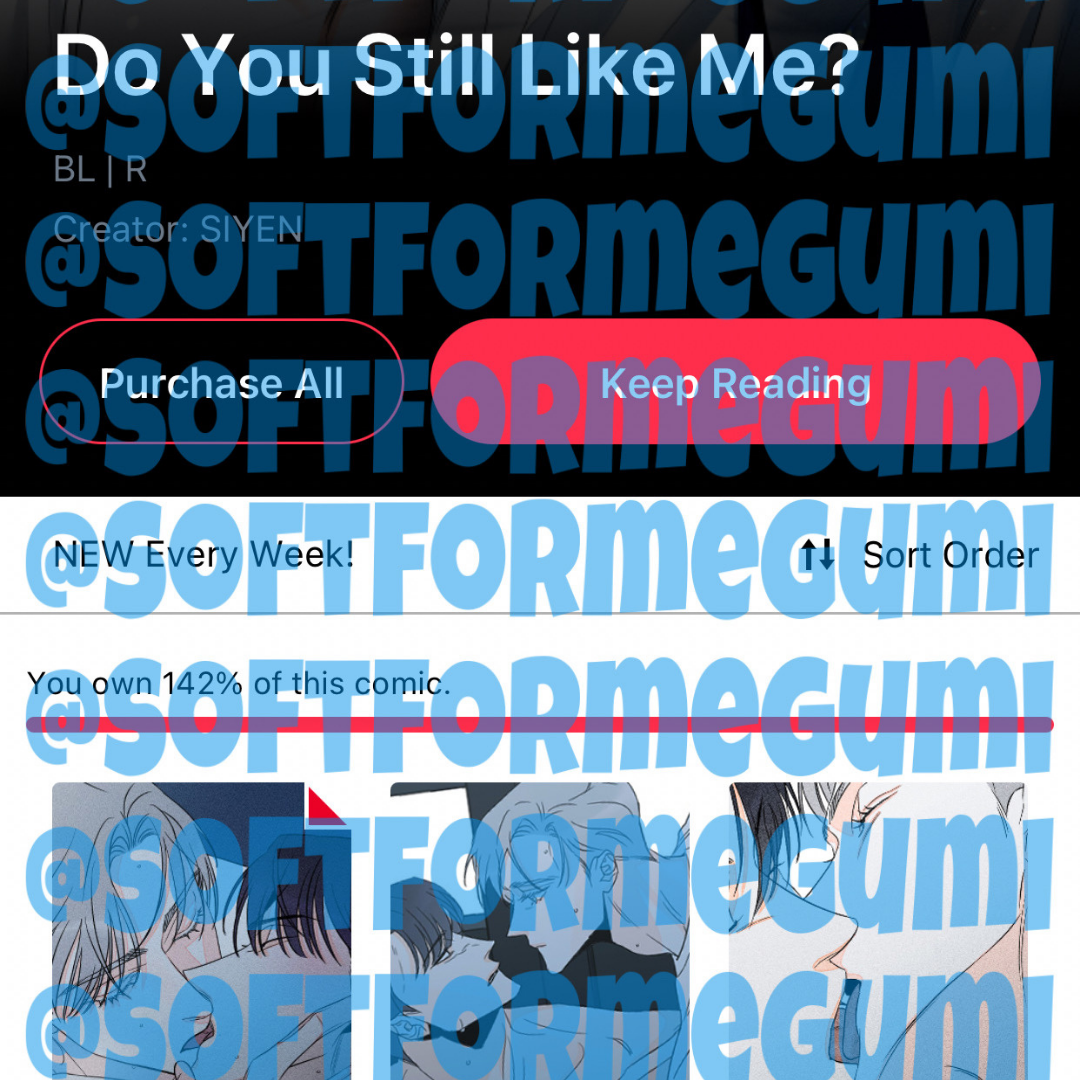 Do You Still Like Me?
@SOFTFORMEGUMI
BL | R
Creator: SIYEN
@SOFTFORMEGUMI
Purchase All
Keep Reading
@SOFTFORMEGUMI
NEW Every Week!
Sort Order
@SOFTFORMEGUMI
You own 142% of this comic.
@SOFTFORMEGUMI
@SOFTFORMEGUMI
@SOFTFORMEGUMI